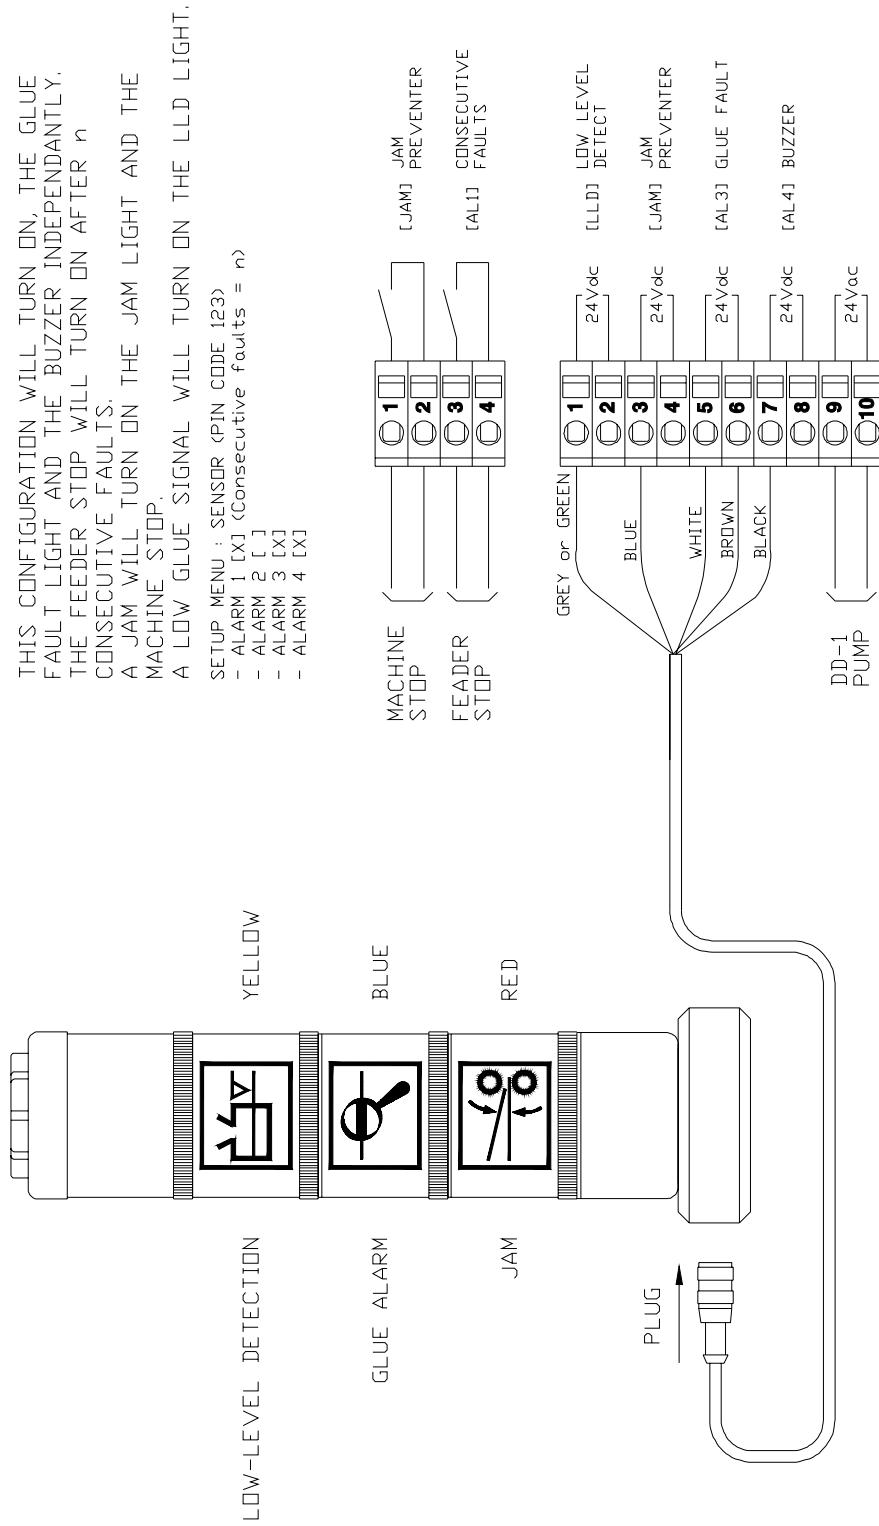 THIS CONFIGURATION WILL TURN ON, THE GLUE
FAULT LIGHT AND THE BUZZER INDEPENDANTLY.
THE FEEDER STOP WILL TURN ON AFTER n
CONSECUTIVE FAULTS.
A JAM WILL TURN ON THE JAM LIGHT AND THE
MACHINE STOP.
A LOW GLUE SIGNAL WILL TURN ON THE LLD LIGHT.
SETUP MENU : SENSOR (PIN CODE 123)
- ALARM 1 [X] (Consecutive faults = n)
- ALARM 2 [ ]
- ALARM 3 [X]
- ALARM 4 [X]
MACHINE
STOP
FEADER
STOP
1
2
3
4
[JAM] JAM
PREVENTER
[AL1] CONSECUTIVE
FAULTS
GREY or GREEN
BLUE
WHITE
BROWN
BLACK
DD-1
PUMP
1
2
3
4
5
6
7
8
9
10
24Vdc
24Vdc
24Vdc
24Vdc
24Vac
[LLD] LOW LEVEL
DETECT
[JAM] JAM
PREVENTER
[AL3] GLUE FAULT
[AL4] BUZZER
LOW-LEVEL DETECTION
YELLOW
GLUE ALARM
BLUE
JAM
RED
PLUG